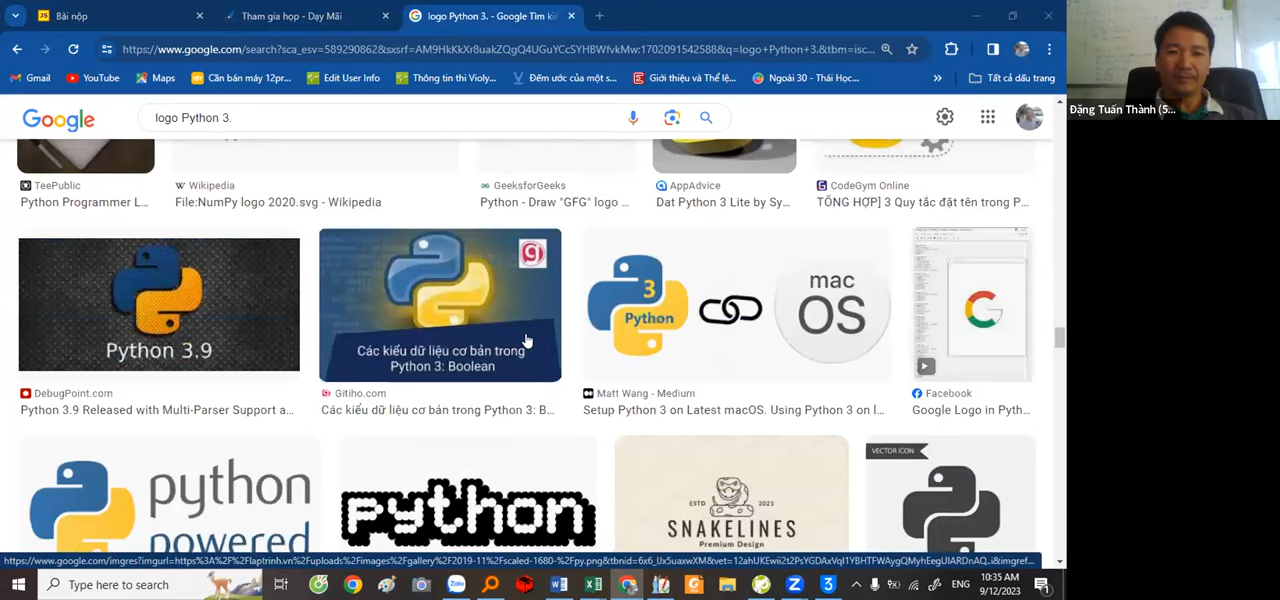 JS Bài nộp
Tham gia họp - Dạy Mãi
logo Python 3. - Google Tìm ki
https://www.google.com/search?sca_esv=589290862&sxsrf=AM9HkKkXr8uakZQgQ4UGuYCcSYHBWfvkMw:1702091542588&q=logo+Python+3.&tbm=isc...
Gmail
YouTube
Maps
Căn bán máy 12pr...
Edit User Info
Thông tin thi Violy...
Đếm ước của một s...
Giới thiệu và Thể lệ...
Ngoài 30 - Thái Học...
»
Tất cả dấu trang
Đặng Tuấn Thành (5...
Google
logo Python 3.
TeePublic
Python Programmer L...
W Wikipedia
File:NumPy logo 2020.svg - Wikipedia
GeeksforGeeks
Python - Draw "GFG" logo ...
AppAdvice
Dat Python 3 Lite by Sy...
CodeGym Online
TỔNG HỢP] 3 Quy tắc đặt tên trong P...
Python 3.9
Các kiểu dữ liệu cơ bản trong
Python 3: Boolean
3
Python
mac
OS
G
DebugPoint.com
Python 3.9 Released with Multi-Parser Support a...
Gitiho.com
Các kiểu dữ liệu cơ bản trong Python 3: B...
Matt Wang - Medium
Setup Python 3 on Latest macOS. Using Python 3 on l...
Facebook
Google Logo in Pyth...
python
powered
python
ESTD 2021
SNAKELINES
Premium Design
VECTOR ICON
Type here to search
Zalo
ENG
10:35 AM
9/12/2023